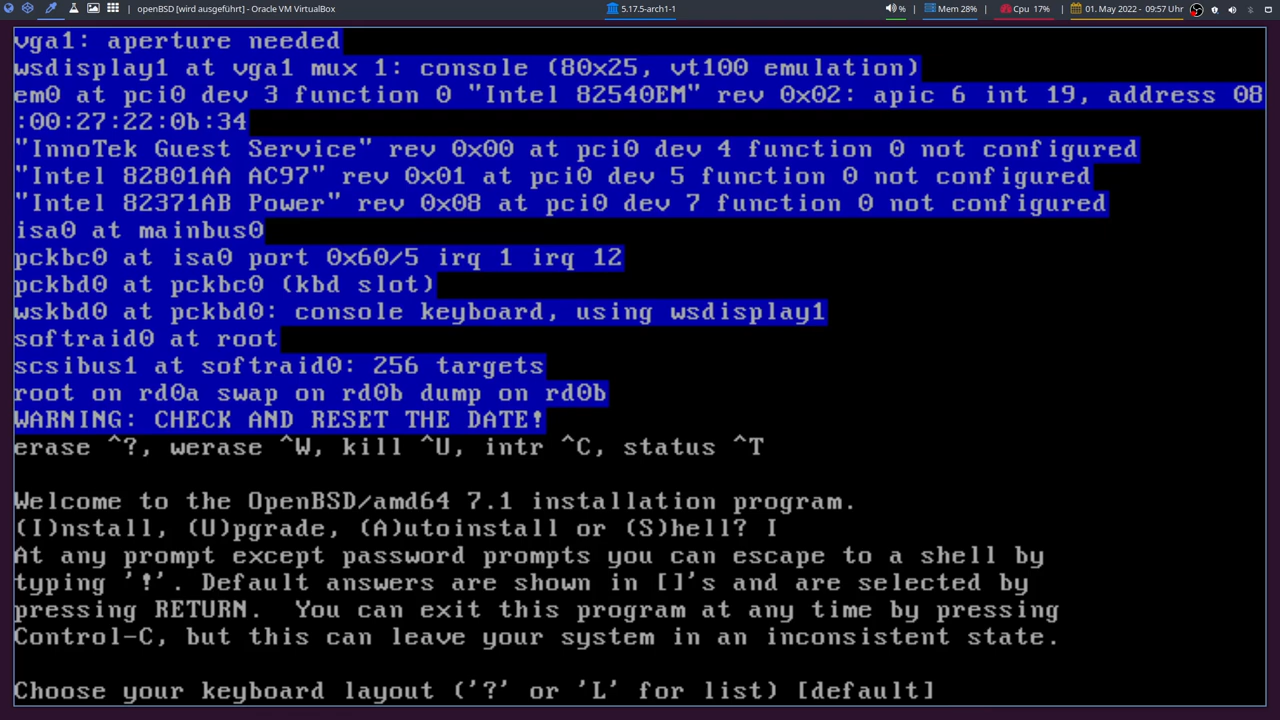 openBSD [wird ausgeführt] - Oracle VM VirtualBox
5.17.5-arch1-1
%
Mem 28%
Cpu 17%
01. May 2022 - 09:57 Uhr
vga1: aperture needed
wsdisplay1 at vga1 mux 1: console (80x25, vt100 emulation)
em0 at pci0 dev 3 function 0 "Intel 82540EM" rev 0x02: apic 6 int 19, address 08
:00:27:22:0b:34
"InnoTek Guest Service" rev 0x00 at pci0 dev 4 function 0 not configured
"Intel 82801AA AC97" rev 0x01 at pci0 dev 5 function 0 not configured
"Intel 82371AB Power" rev 0x08 at pci0 dev 7 function 0 not configured
isa0 at mainbus0
pckbc0 at isa0 port 0x60/5 irq 1 irq 12
pckbd0 at pckbc0 (kbd slot)
wskbd0 at pckbd0: console keyboard, using wsdisplay1
softraid0 at root
scsibus1 at softraid0: 256 targets
root on rd0a swap on rd0b dump on rd0b
WARNING: CHECK AND RESET THE DATE!
erase ^?, werase ^W, kill ^U, intr ^C, status ^T
Welcome to the OpenBSD/amd64 7.1 installation program.
(I)nstall, (U)pgrade, (A)utoinstall or (S)hell? I
At any prompt except password prompts you can escape to a shell by
typing '!'. Default answers are shown in []'s and are selected by
pressing RETURN.  You can exit this program at any time by pressing
Control-C, but this can leave your system in an inconsistent state.
Choose your keyboard layout ('?' or 'L' for list) [default]